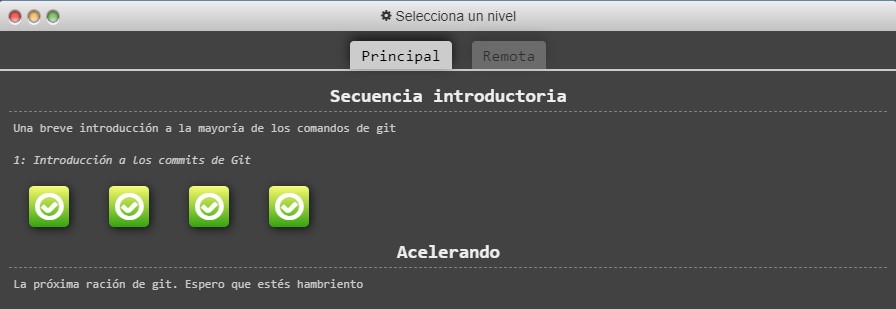 Selecciona un nivel
Principal Remota
Secuencia introductoria
Una breve introducción a la mayoría de los comandos de git
1: Introducción a los commits de Git
Acelerando
La próxima ración de git. Espero que estés hambriento